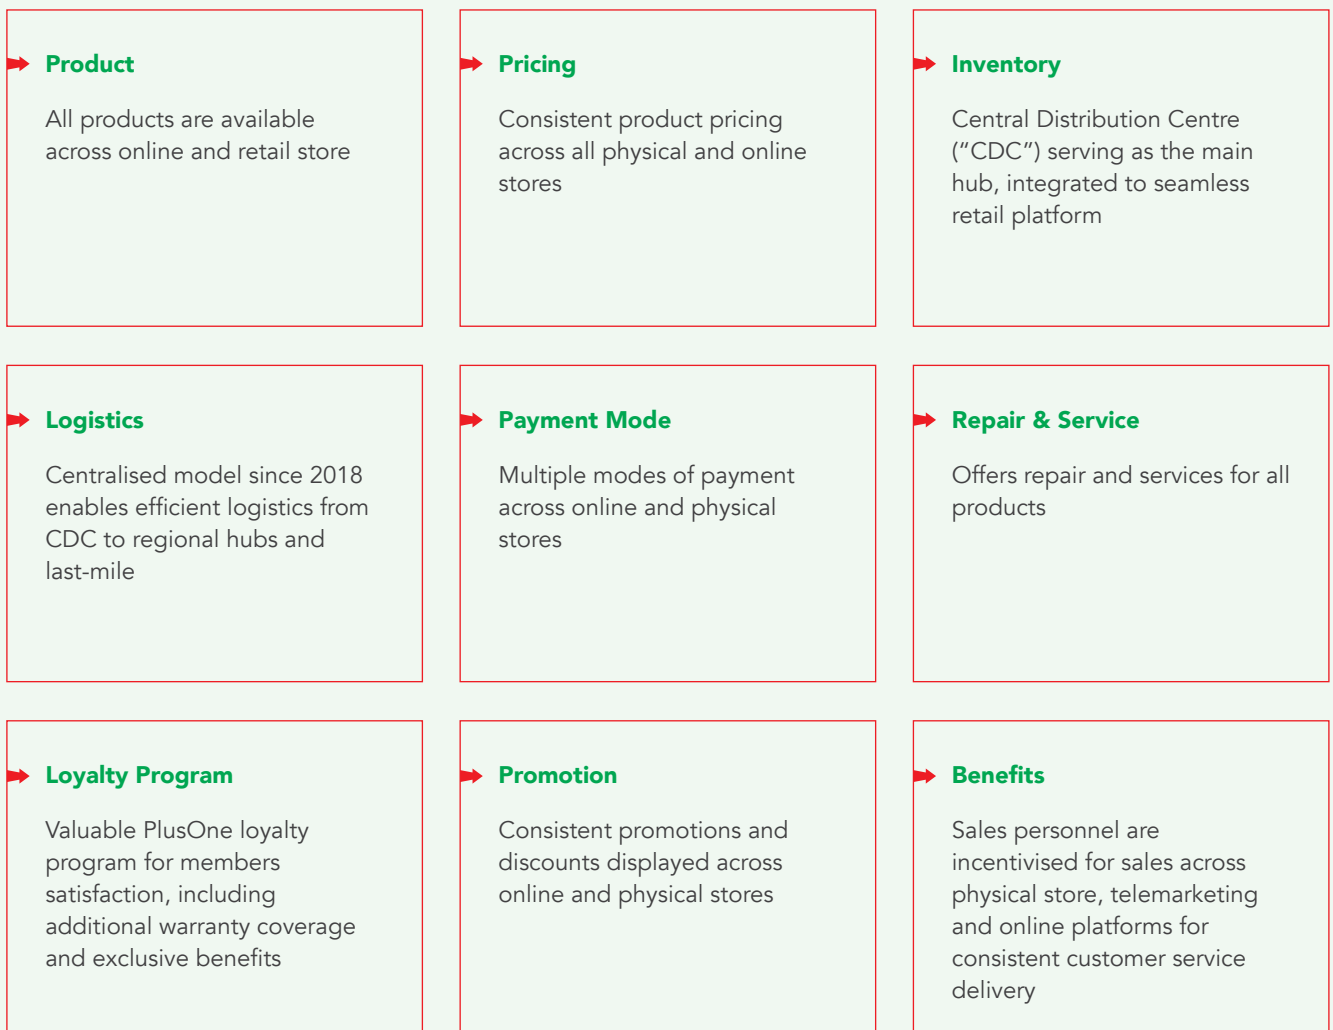 Product
All products are available
across online and retail store
Pricing
Consistent product pricing
across all physical and online
stores
Inventory
Central Distribution Centre
(“CDC”) serving as the main
hub, integrated to seamless
retail platform
Logistics
Centralised model since 2018
enables efficient logistics from
CDC to regional hubs and
last-mile
Payment Mode
Multiple modes of payment
across online and physical
stores
Repair & Service
Offers repair and services for all
products
Loyalty Program
Valuable PlusOne loyalty
program for members
satisfaction, including
additional warranty coverage
and exclusive benefits
Promotion
Consistent promotions and
discounts displayed across
online and physical stores
Benefits
Sales personnel are
incentivised for sales across
physical store, telemarketing
and online platforms for
consistent customer service
delivery